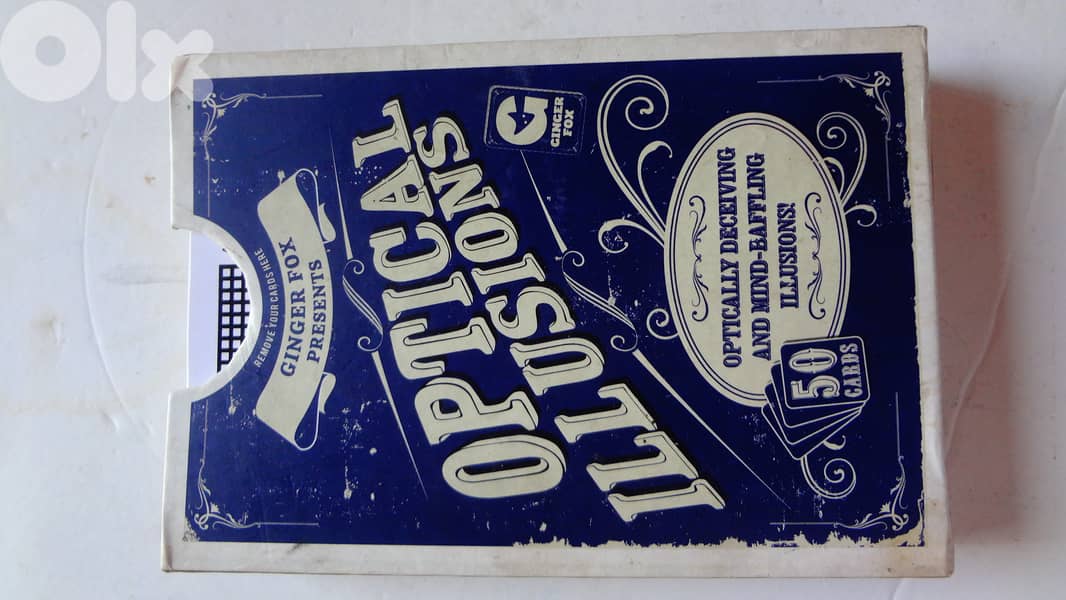 olx
REMOVE YOUR CARDS HERE
GINGER FOX
PRESENTS
OPTICAL
ILLUSIONS
GINGER
FOX
OPTICALLY DECEIVING
AND MIND-BAFFLING
ILLUSIONS!
50
CARDS